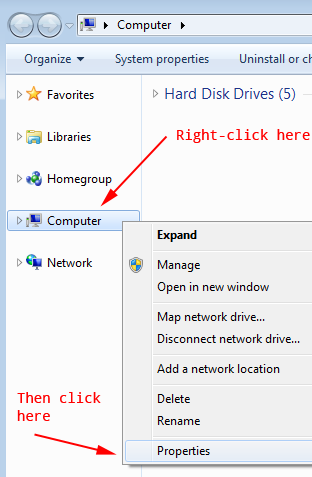 Computer
Organize
System properties
Uninstall or ch
Favorites
Hard Disk Drives (5)
Right-click here
Libraries
Homegroup
Computer
Network
Expand
Manage
Open in new window
Map network drive...
Disconnect network drive...
Add a network location
Delete
Rename
Properties
Then click
here